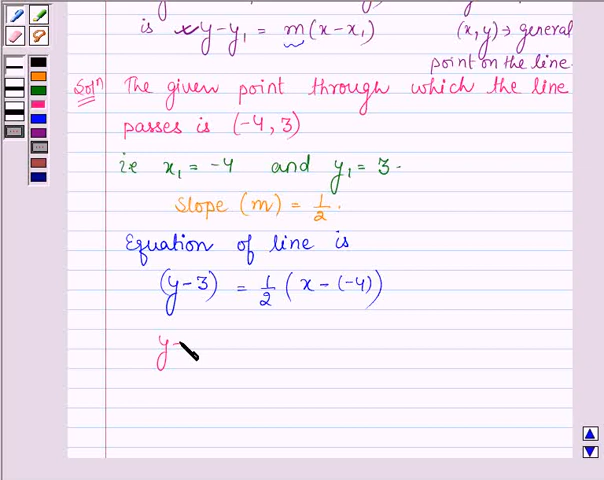 is y-y₁ = m(x-x₁) (x,y) → general
point on the line
Solⁿ The given point through which the line
passes is (-4, 3)
ie x₁ = -4 and y₁ = 3.
Slope (m) = 1/2.
Equation of line is
(y-3) = 1/2 (x-(-4))
y-